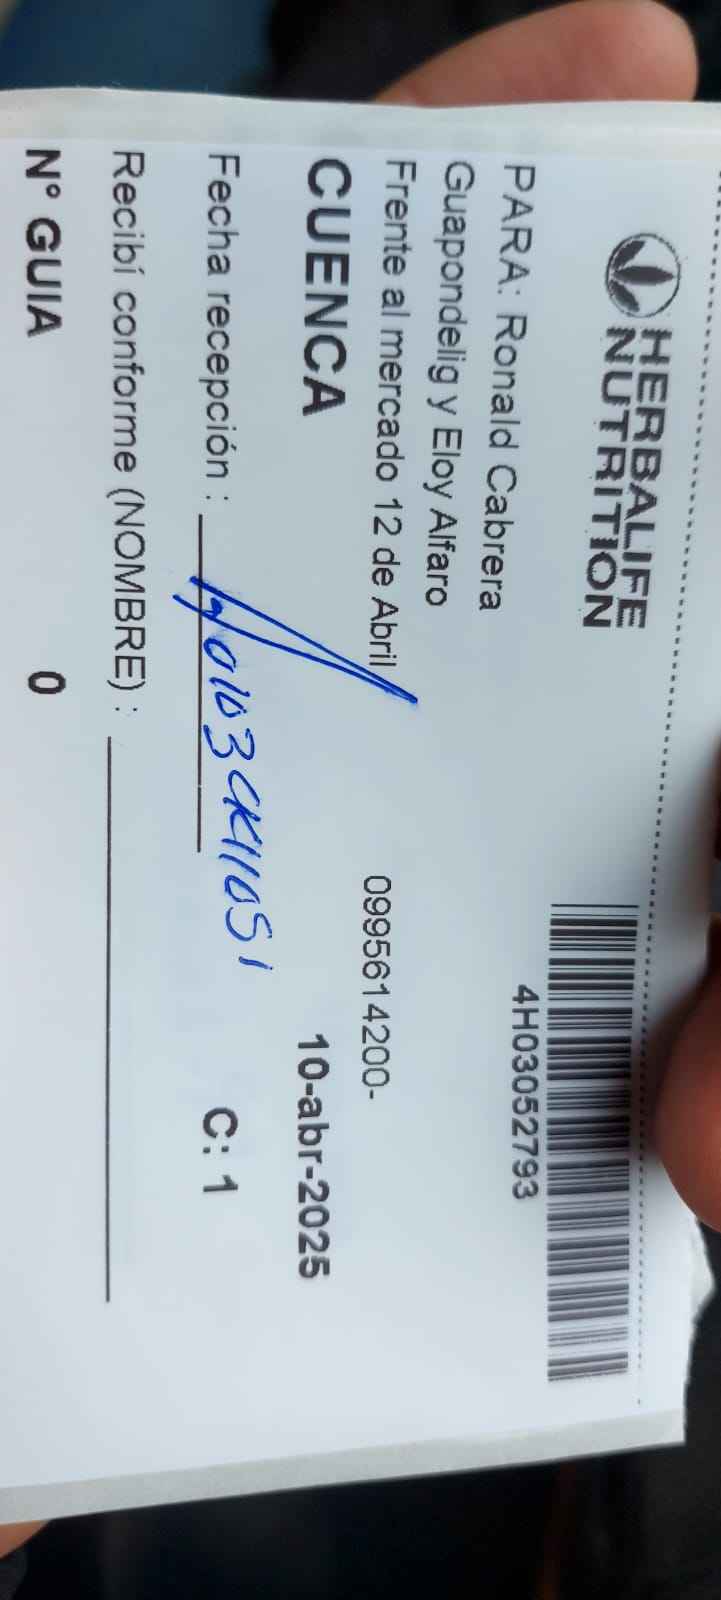 HERBALIFE
NUTRITION
4H03052793
PARA: Ronald Cabrera
Guapondelig y Eloy Alfaro
Frente al mercado 12 de Abril
0995614200-
CUENCA
10-abr-2025
Fecha recepción :
C: 1
Recibí conforme (NOMBRE) :
N° GUIA 0